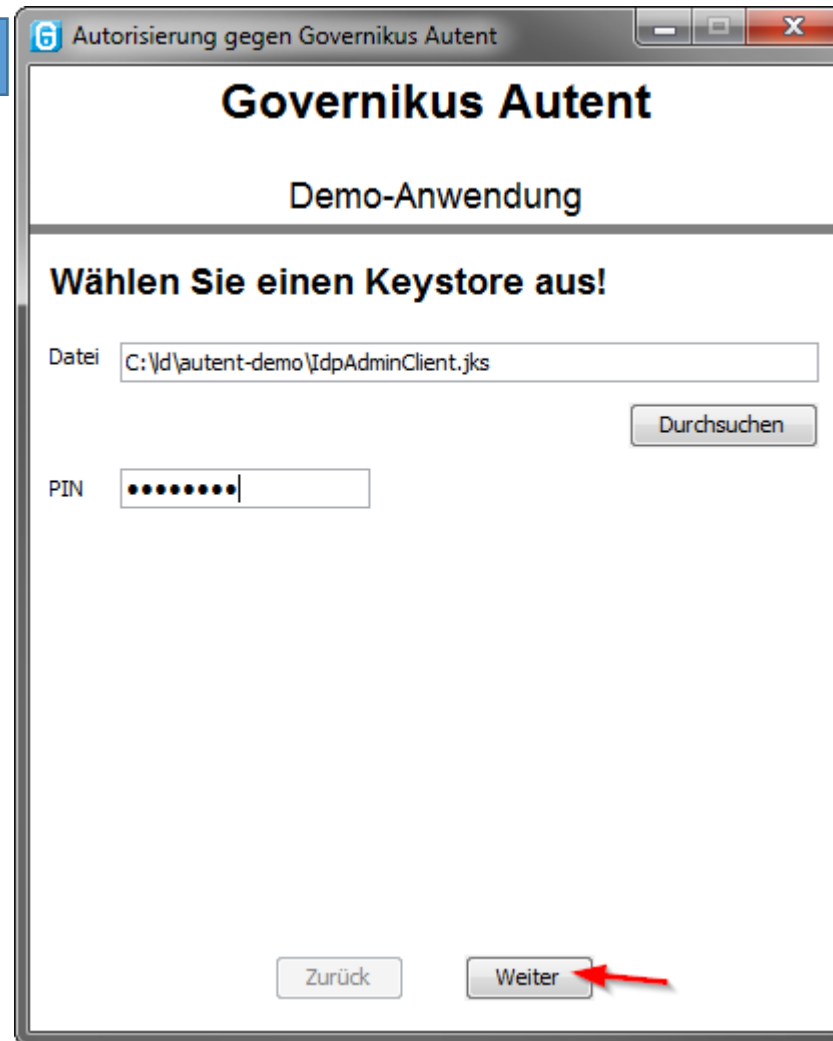 Autorisierung gegen Governikus Autent
Governikus Autent
Demo-Anwendung
Wählen Sie einen Keystore aus!
Datei C:\ld\autent-demo\IdpAdminClient.jks
Durchsuchen
PIN ••••••••
Zurück Weiter